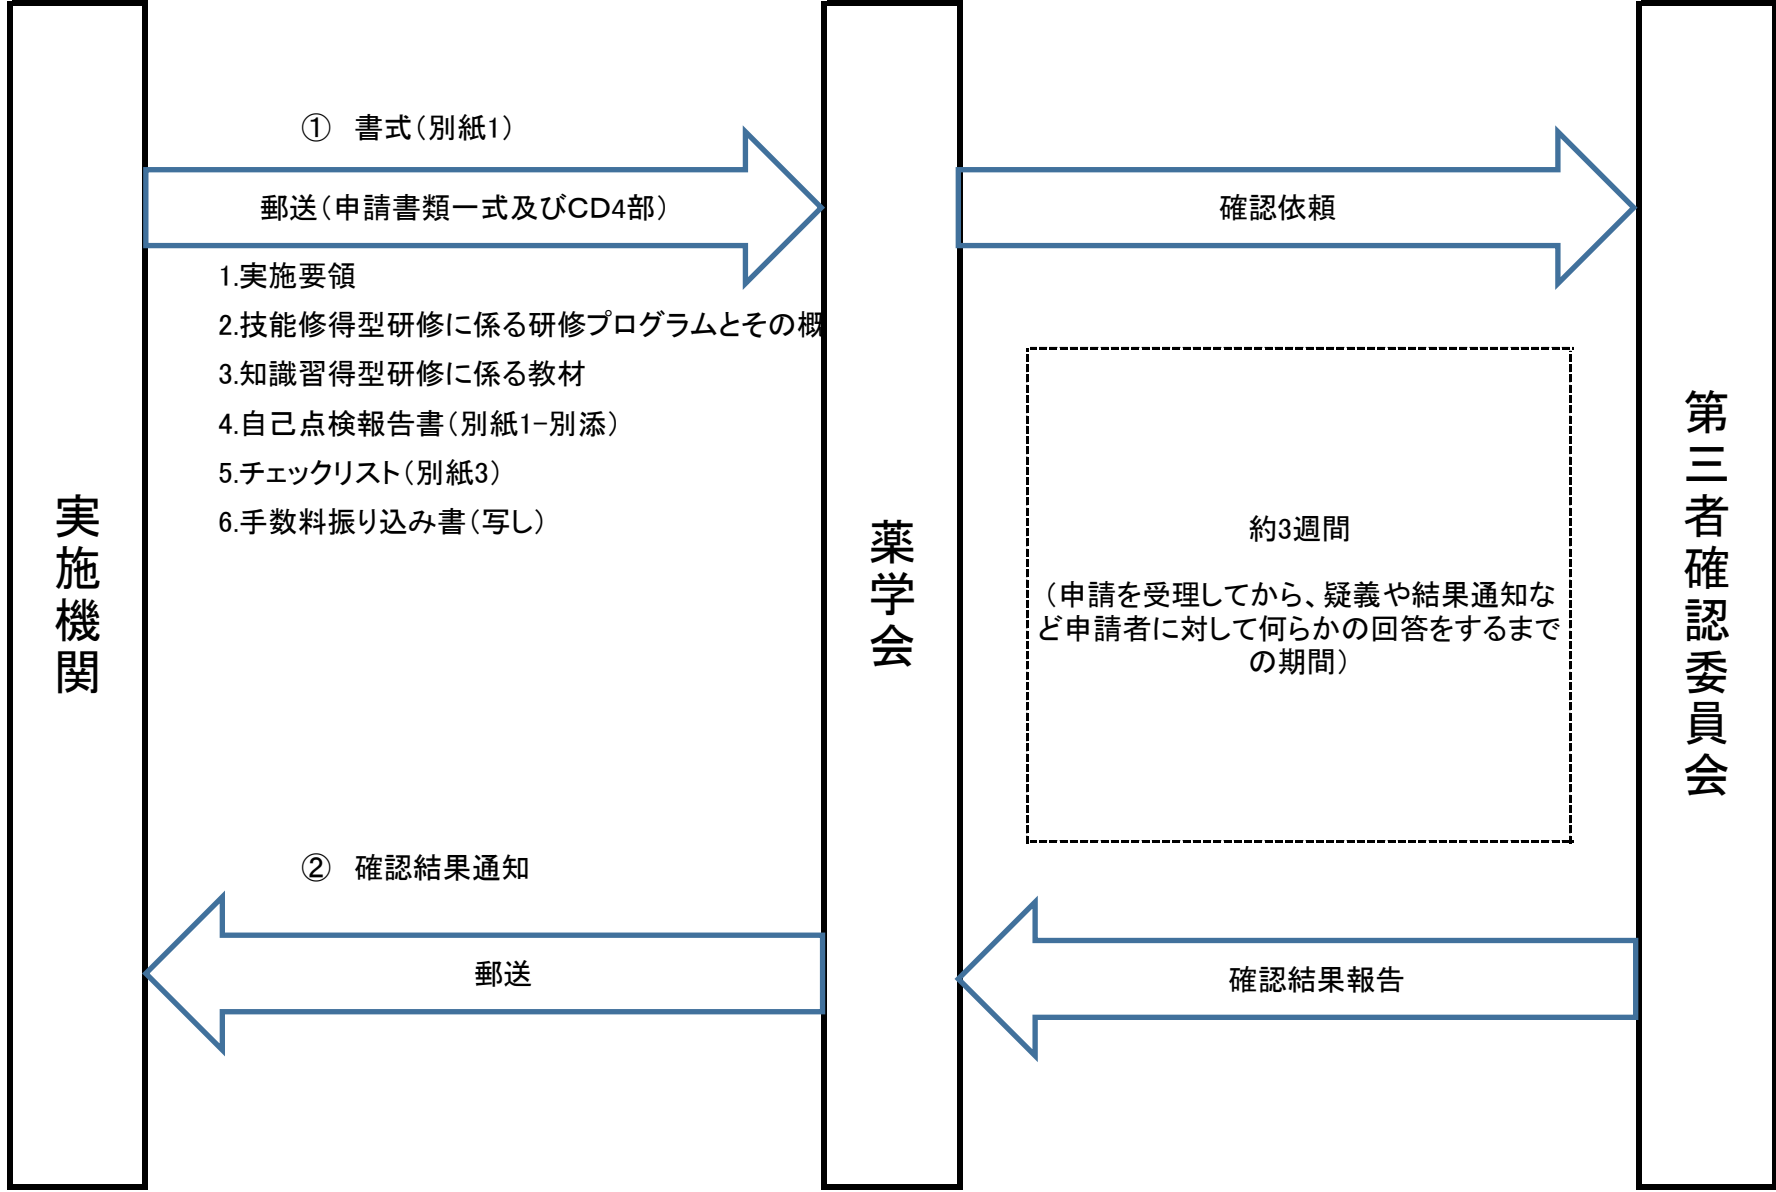 実施機関
① 書式（別紙1）
郵送（申請書類一式及びCD4部）
1.実施要領
2.技能修得型研修に係る研修プログラムとその概
3.知識習得型研修に係る教材
4.自己点検報告書（別紙1-別添）
5.チェックリスト（別紙3）
6.手数料振り込み書（写し）
② 確認結果通知
郵送
薬学会
確認依頼
約3週間
（申請を受理してから、疑義や結果通知な
ど申請者に対して何らかの回答をするまで
の期間）
確認結果報告
第三者確認委員会